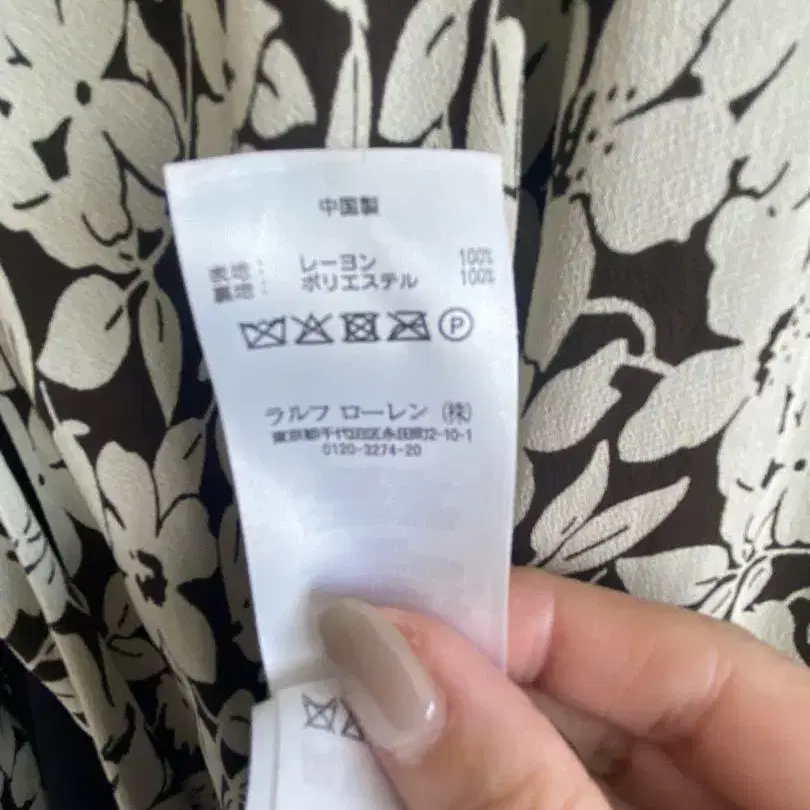 中国製
表地： レーヨン 100%
裏地： ポリエステル 100%
P
ラルフ ローレン (株)
東京都千代田区永田町2-10-1
0120-3274-20